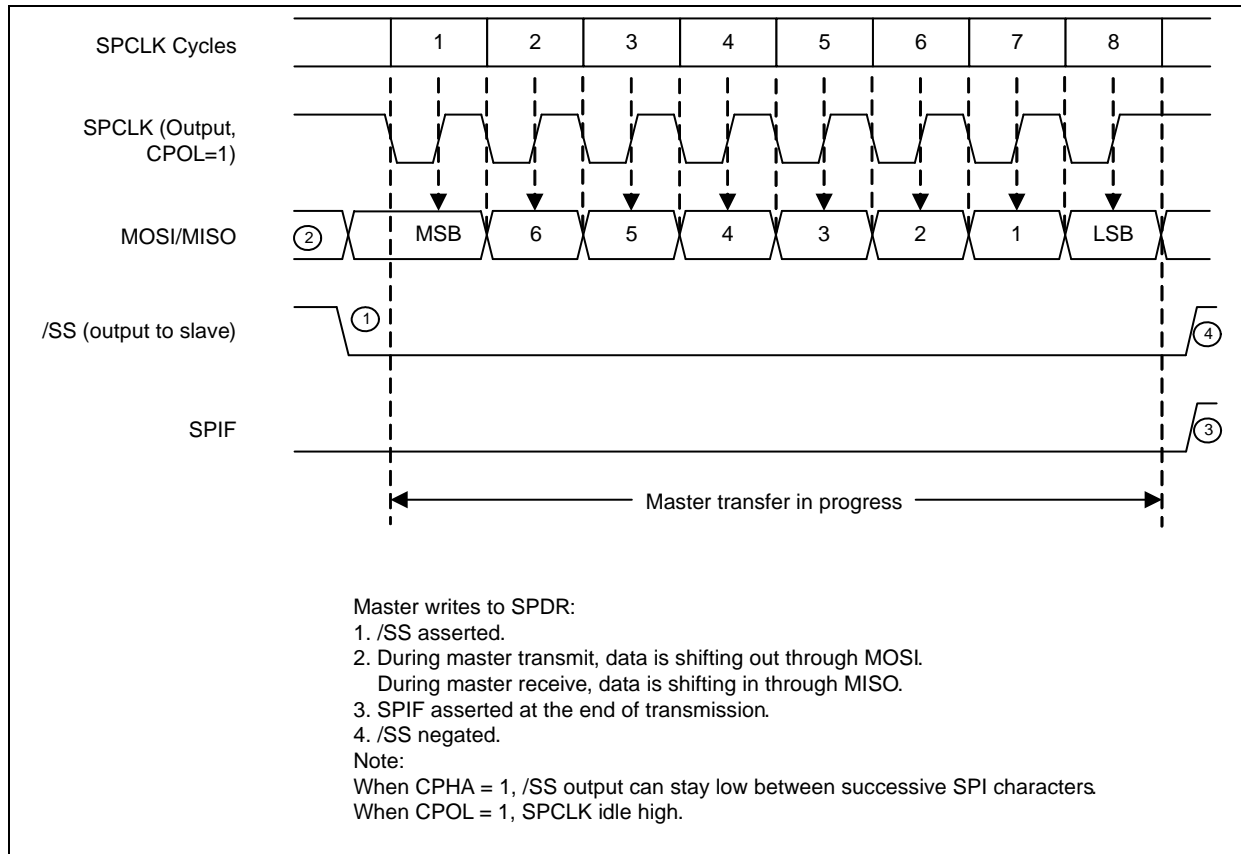 SPCLK Cycles
1 2 3 4 5 6 7 8
SPCLK (Output,
CPOL=1)
MOSI/MISO
2 MSB 6 5 4 3 2 1 LSB
/SS (output to slave)
1
4
SPIF
3
Master transfer in progress
Master writes to SPDR:
1. /SS asserted.
2. During master transmit, data is shifting out through MOSI.
During master receive, data is shifting in through MISO.
3. SPIF asserted at the end of transmission.
4. /SS negated.
Note:
When CPHA = 1, /SS output can stay low between successive SPI characters.
When CPOL = 1, SPCLK idle high.